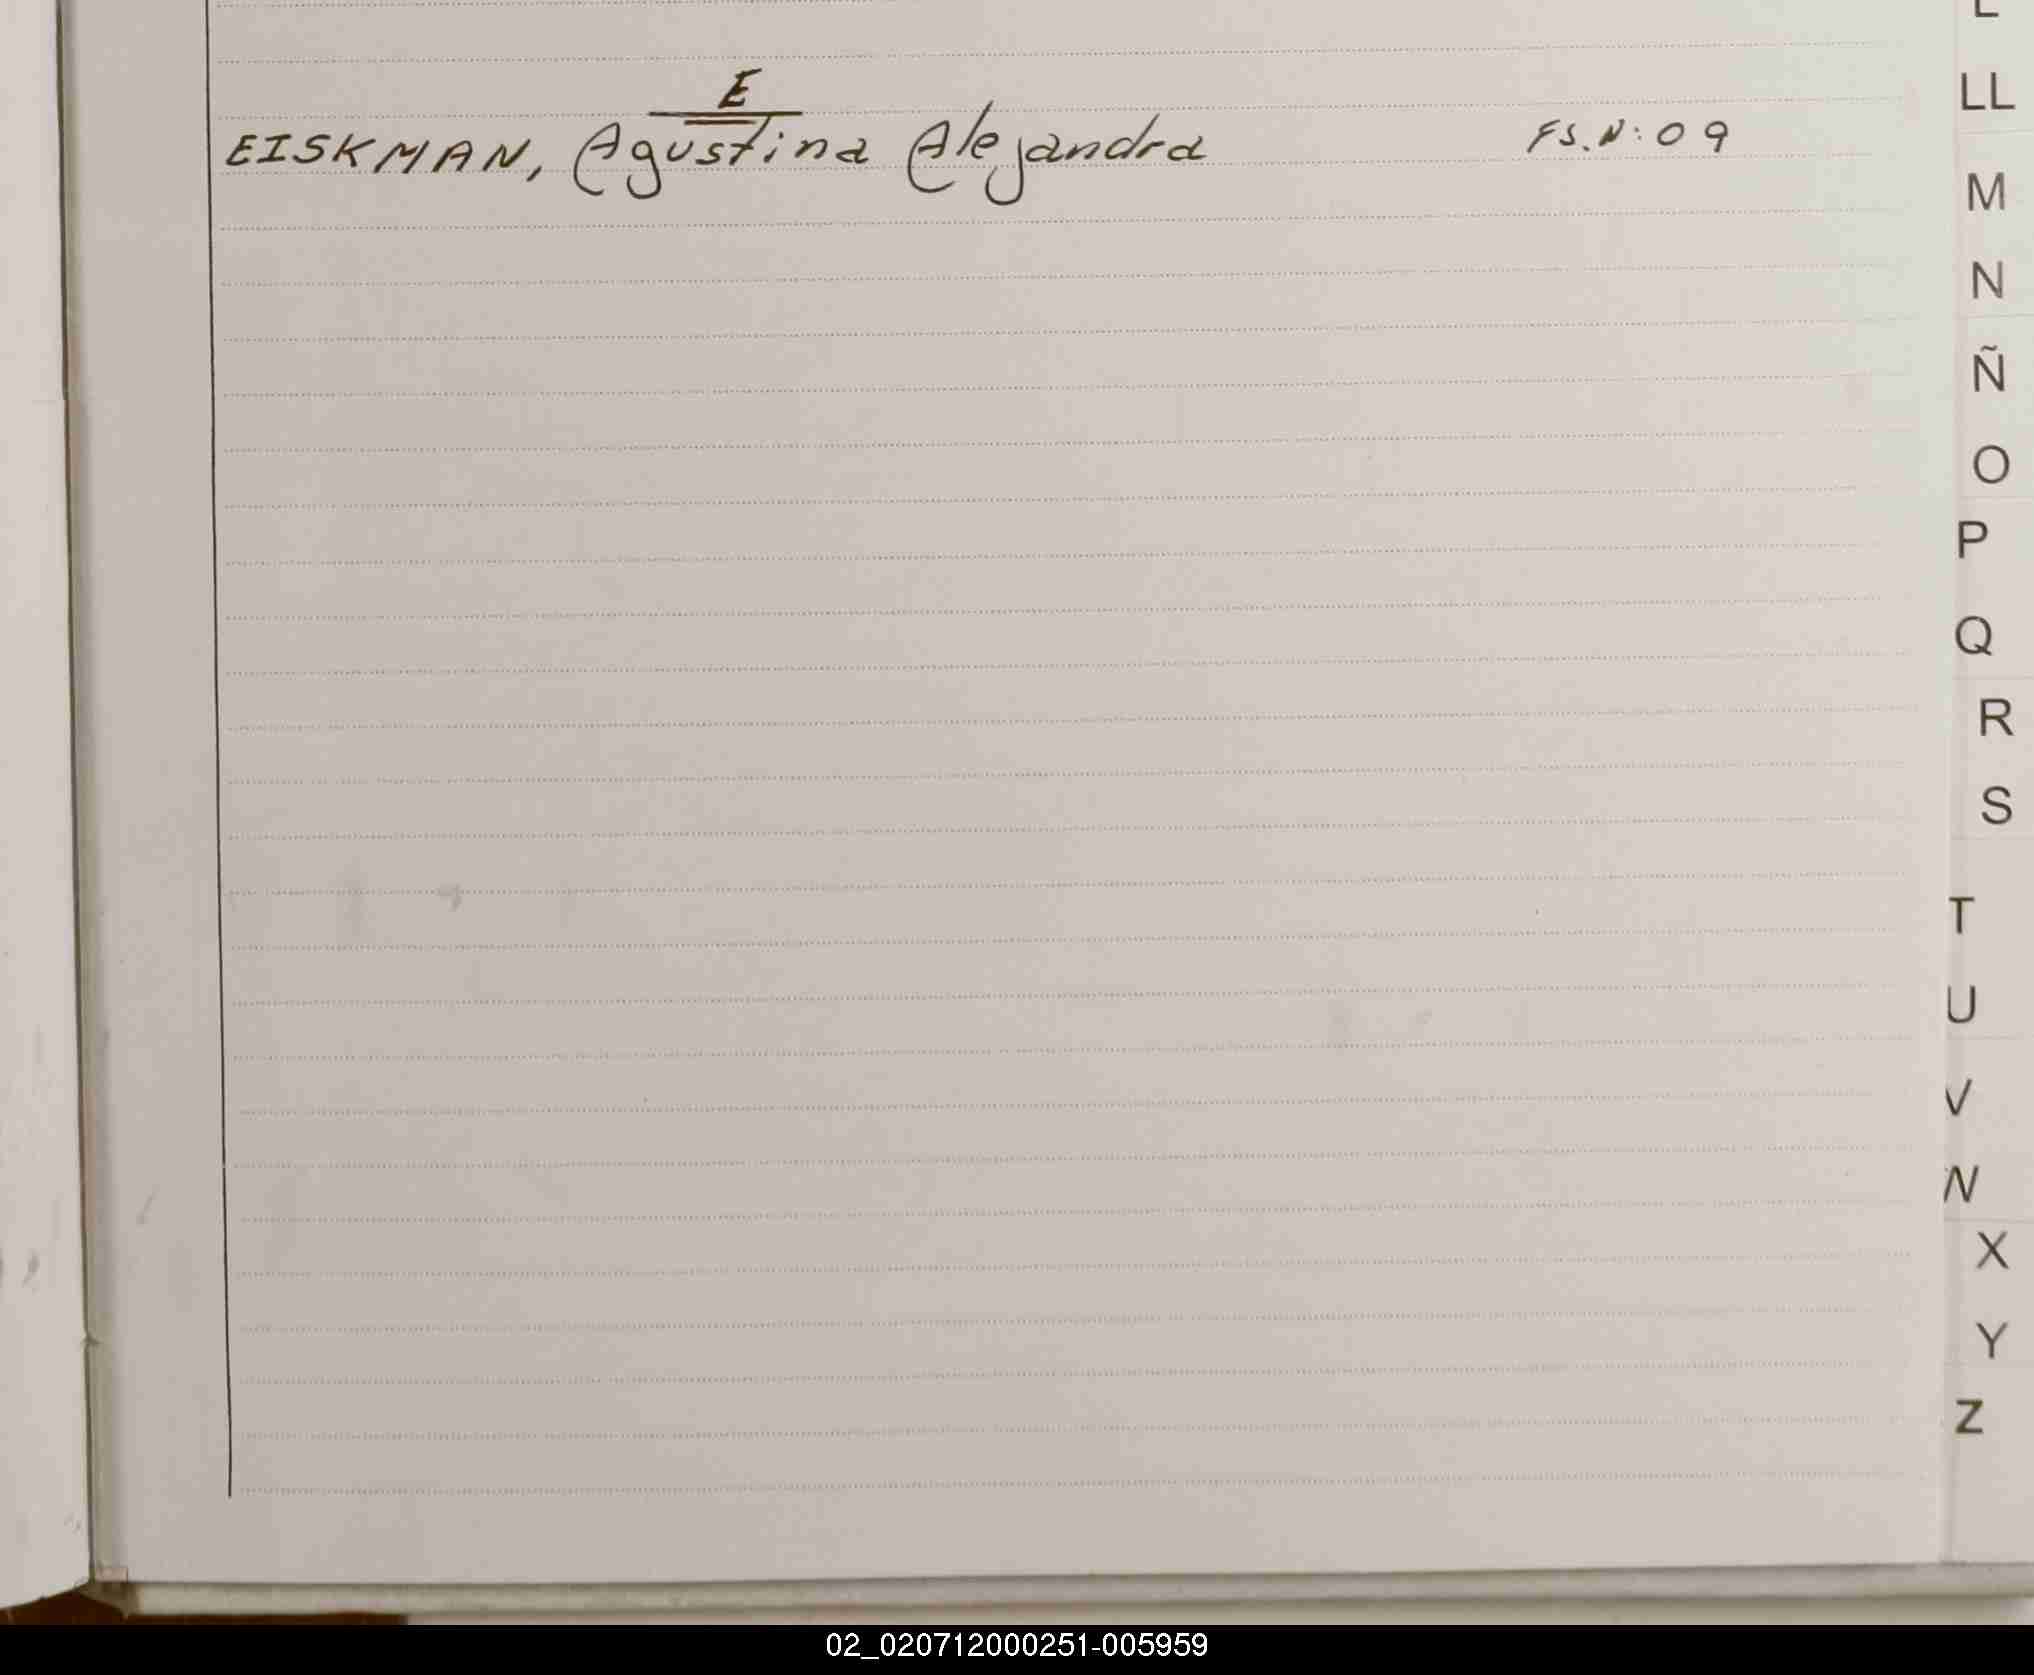 E
EISKMAN, Agustina Alejandra FS.N: 09
L
LL
M
N
Ñ
O
P
Q
R
S
T
U
V
W
X
Y
Z
02_020712000251-005959